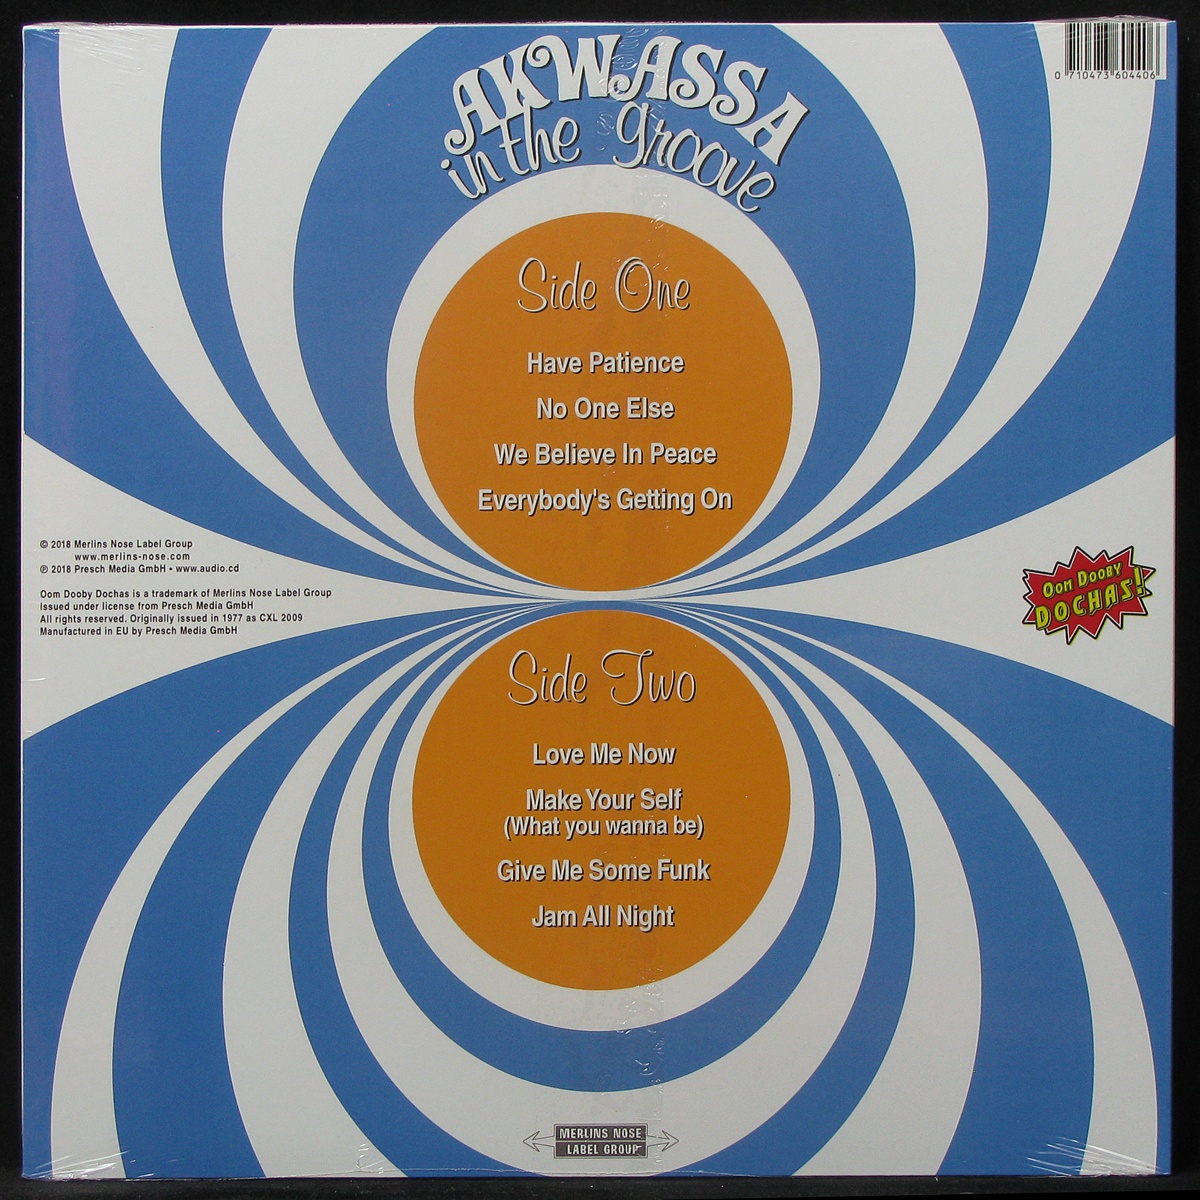 AKWASSA
in the groove
0 710473 604406
Side One
Have Patience
No One Else
We Believe In Peace
Everybody's Getting On
© 2018 Merlins Nose Label Group
www.merlins-nose.com
℗ 2018 Presch Media GmbH • www.audio.cd
Oom Dooby Dochas is a trademark of Merlins Nose Label Group
Issued under license from Presch Media GmbH
All rights reserved. Originally issued in 1977 as CXL 2009
Manufactured in EU by Presch Media GmbH
OOM DOOBY
DOCHAS!
Side Two
Love Me Now
Make Your Self
(What you wanna be)
Give Me Some Funk
Jam All Night
MERLINS NOSE
LABEL GROUP